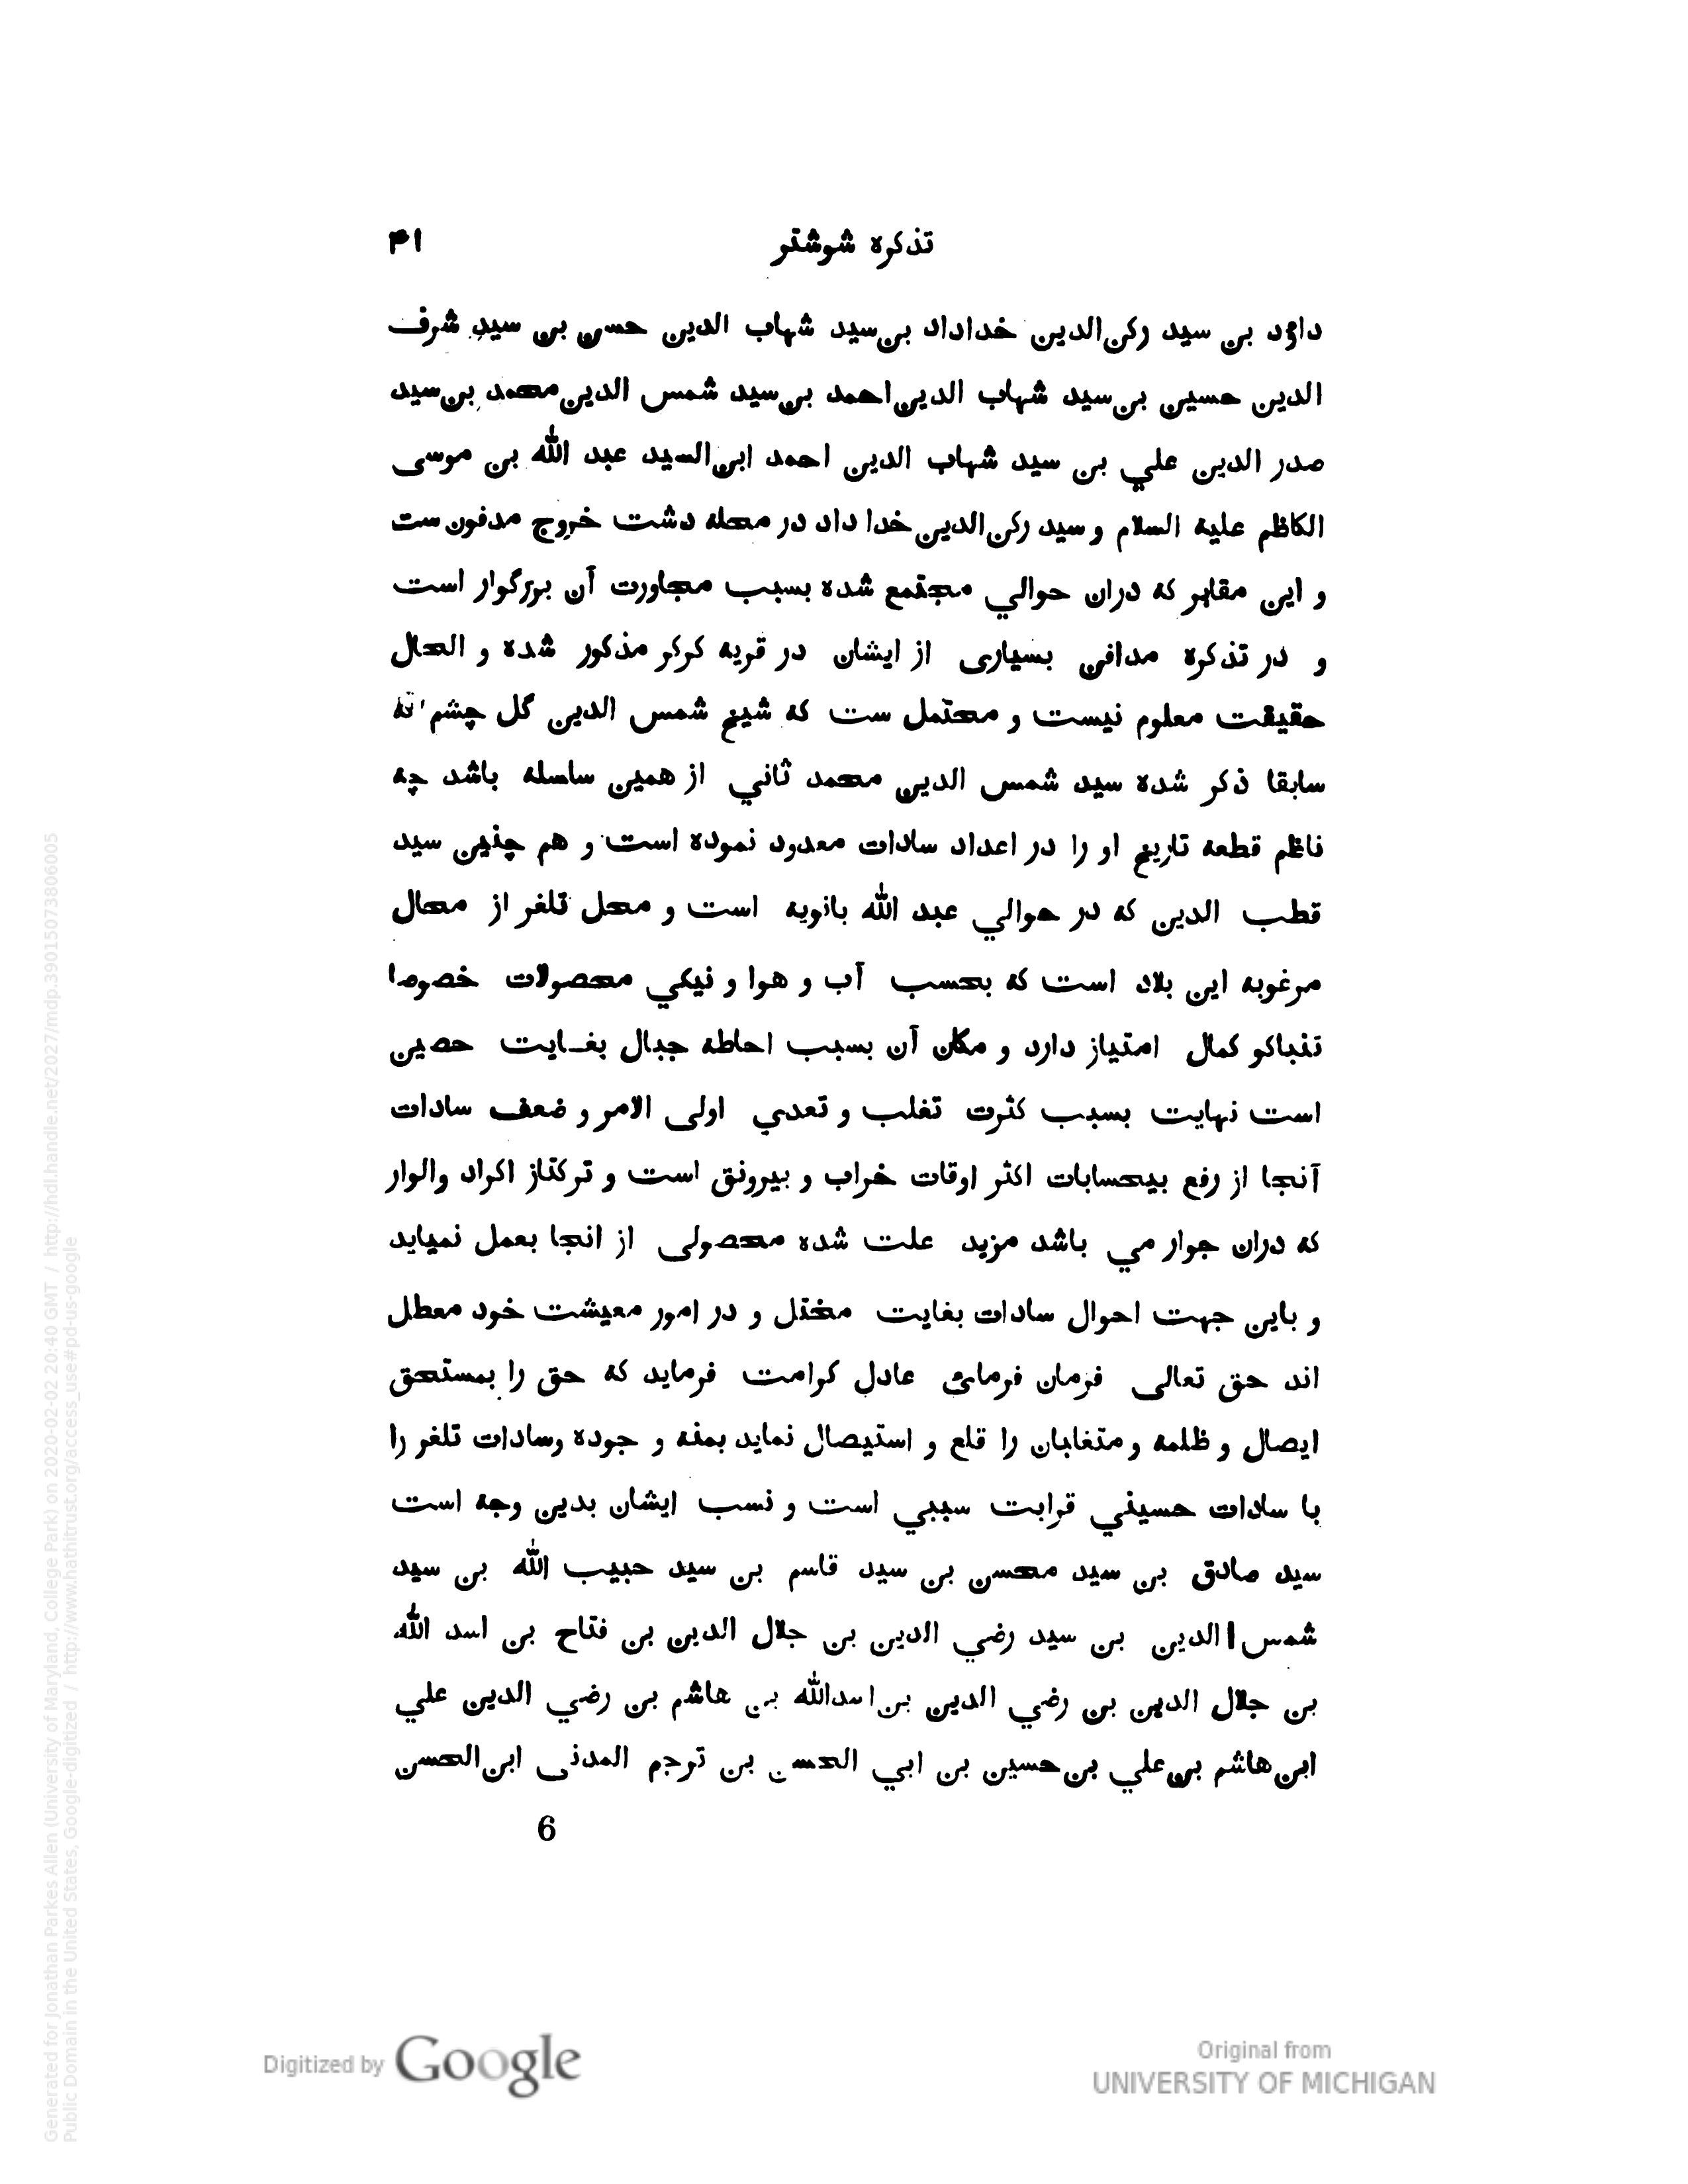 تذكره شوشتر
۴۱
داؤد بن سيد ركن‌الدين خداداد بن‌سيد شهاب الدين حسن بن سيد شرف
الدين حسين بن‌سيد شهاب الدين‌احمد بن‌سيد شمس الدين‌محمد بن‌سيد
صدر الدين علي بن سيد شهاب الدين احمد ابن‌السيد عبد الله بن موسى
الكاظم عليه السلام و سيد ركن‌الدين خدا داد در محله دشت خروج مدفون ست
و اين مقابر كه دران حوالي مجتمع شده بسبب مجاورت آن بزرگوار است
و در تذكره مدافن بسيارى از ايشان در قريه كركر مذكور شده و الحال
حقيقت معلوم نيست و محتمل ست كه شيخ شمس الدين گل چشم كه
سابقا ذكر شده سيد شمس الدين محمد ثاني از همين سلسله باشد چه
ناظم قطعه تاريخ او را در اعداد سادات معدود نموده است و هم چنين سيد
قطب الدين كه در حوالي عبد الله بانويه است و محل تلغر از محال
مرغوبه اين بلاد است كه بحسب آب و هوا و نيكي محصولات خصوصا
تنباكو كمال امتياز دارد و مكان آن بسبب احاطه جبال بغايت حصين
است نهايت بسبب كثرت تغلب و تعدي اولى الامر و ضعف سادات
آنجا از رفع بيحسابات اكثر اوقات خراب و بيرونق است و تركتاز اكراد والوار
كه دران جوار مي باشد مزيد علت شده محصولى از انجا بعمل نميايد
و باين جهت احوال سادات بغايت مختل و در امور معيشت خود معطل
اند حق تعالى فرمان فرمائ عادل كرامت فرمايد كه حق را بمستحق
ايصال و ظلمه و متغلبان را قلع و استيصال نمايد بمنه و جوده وسادات تلغر را
با سادات حسيني قرابت سببي است و نسب ايشان بدين وجه است
سيد صادق بن سيد محسن بن سيد قاسم بن سيد حبيب الله بن سيد
شمس الدين بن سيد رضي الدين بن جلال الدين بن فتاح بن اسد الله
بن جلال الدين بن رضي الدين بن اسدالله بن هاشم بن رضي الدين علي
ابن هاشم بن علي بن حسين بن ابي الحسن بن ترجم المدنى ابن‌الحسن
6
Digitized by Google
Original from
UNIVERSITY OF MICHIGAN
Generated for Jonathan Parkes Allen (University of Maryland, College Park) on 2020-02-02 20:40 GMT / http://hdl.handle.net/2027/mdp.39015073806005
Public Domain in the United States, Google-digitized / http://www.hathitrust.org/access_use#pd-us-google